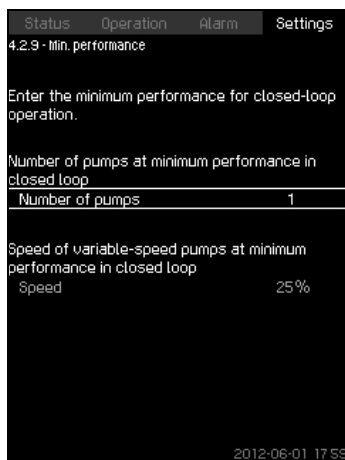 Status Operation Alarm Settings
4.2.9 - Min. performance
Enter the minimum performance for closed-loop
operation.
Number of pumps at minimum performance in
closed loop
Number of pumps 1
Speed of variable-speed pumps at minimum
performance in closed loop
Speed 25%
2012-06-01 17:59